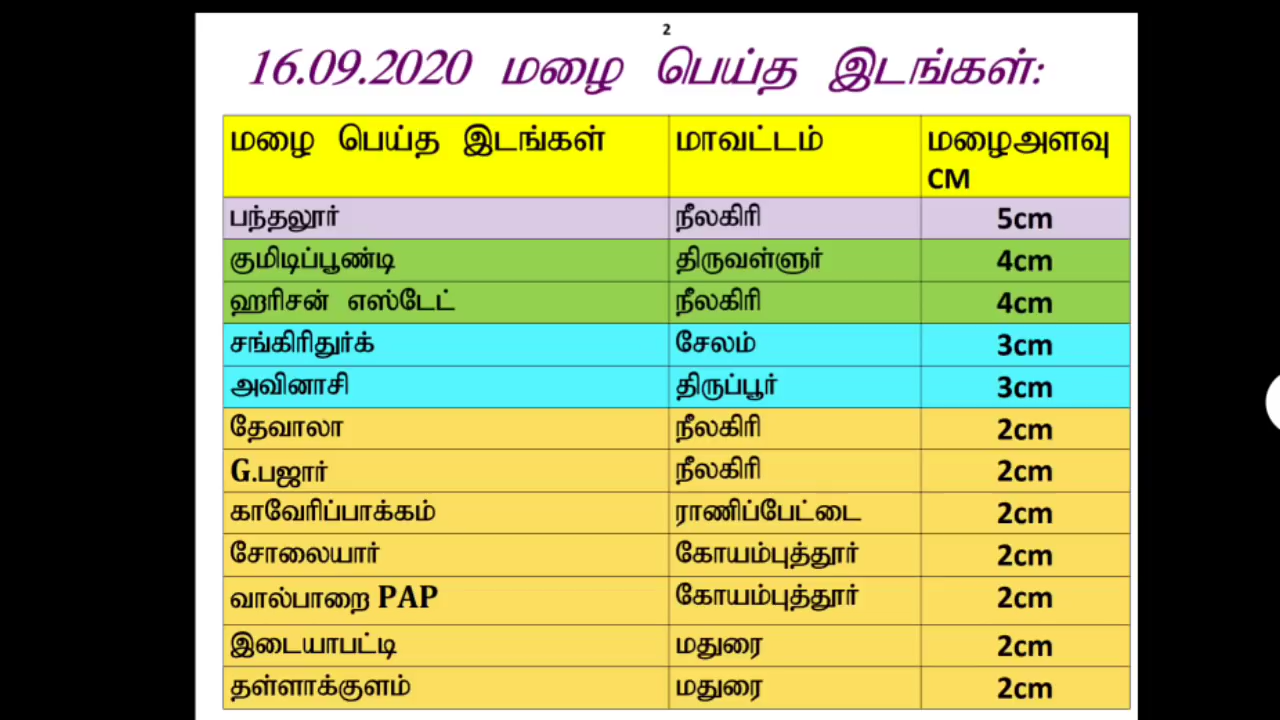 2
16.09.2020 மழை பெய்த இடங்கள்:
மழை பெய்த இடங்கள் மாவட்டம் மழைஅளவு
CM
பந்தலூர் நீலகிரி 5cm
குமிடிப்பூண்டி திருவள்ளுர் 4cm
ஹரிசன் எஸ்டேட் நீலகிரி 4cm
சங்கிரிதுர்க் சேலம் 3cm
அவினாசி திருப்பூர் 3cm
தேவாலா நீலகிரி 2cm
G.பஜார் நீலகிரி 2cm
காவேரிப்பாக்கம் ராணிப்பேட்டை 2cm
சோலையார் கோயம்புத்தூர் 2cm
வால்பாறை PAP கோயம்புத்தூர் 2cm
இடையாபட்டி மதுரை 2cm
தள்ளாக்குளம் மதுரை 2cm